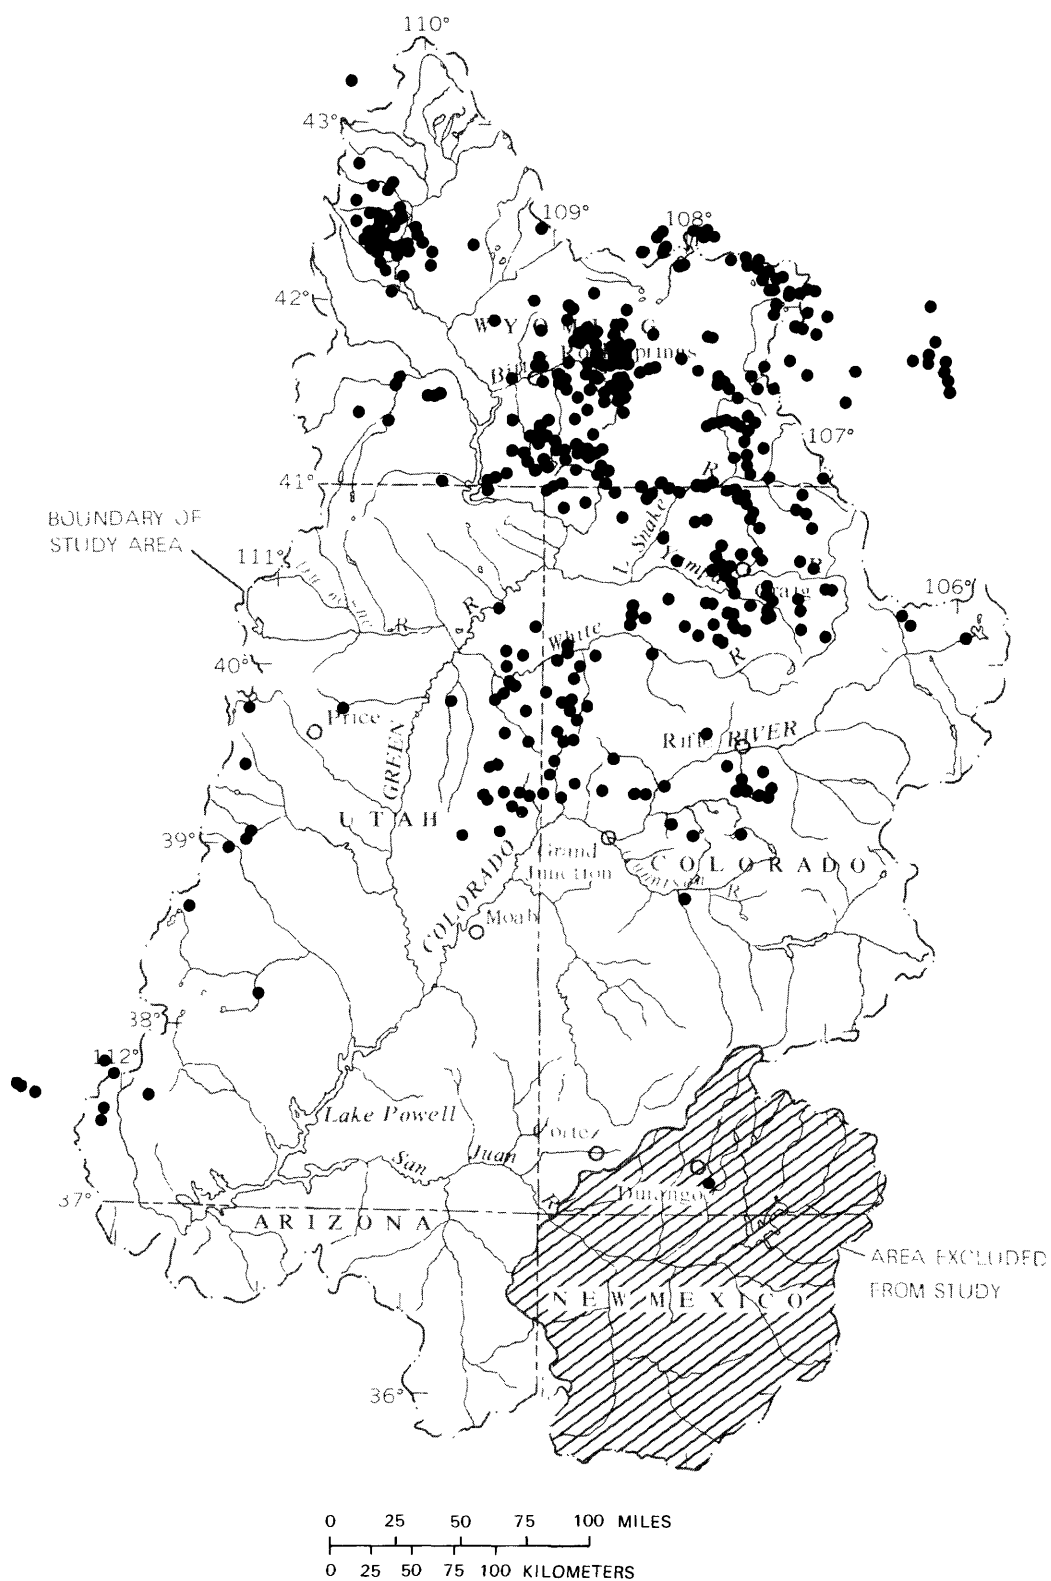 110°
43°
109°
108°
42°
WYOMING
Rock Springs
107°
41°
R
BOUNDARY OF
STUDY AREA
L. Snake
Yampa
R
111°
Craig
106°
R
R
White
R
40°
Price
Rifle
RIVER
GREEN
UTAH
39°
Grand
Junction
COLORADO
Gunnison
R
COLORADO
Moab
38°
112°
Lake Powell
Cortez
San Juan
R
Durango
37°
ARIZONA
AREA EXCLUDED
FROM STUDY
NEW MEXICO
36°
0 25 50 75 100 MILES
0 25 50 75 100 KILOMETERS